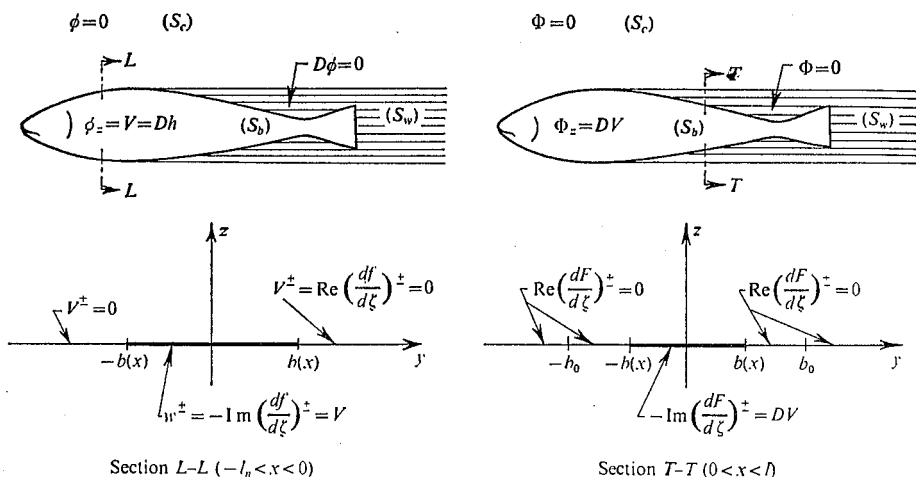 ϕ=0 (S_c)
L
Dϕ=0
ϕ_z=V=Dh
(S_b)
(S_w)
L
Φ=0 (S_c)
T
Φ=0
Φ_z=DV
(S_b)
(S_w)
T
z
V^±=0
V^±=Re(df/dζ)^±=0
−b(x)
b(x)
y
w^±=−Im(df/dζ)^±=V
Section L–L (−l_n<x<0)
z
Re(dF/dζ)^±=0
Re(dF/dζ)^±=0
−b_0
−b(x)
b(x)
b_0
y
−Im(dF/dζ)^±=DV
Section T–T (0<x<l)